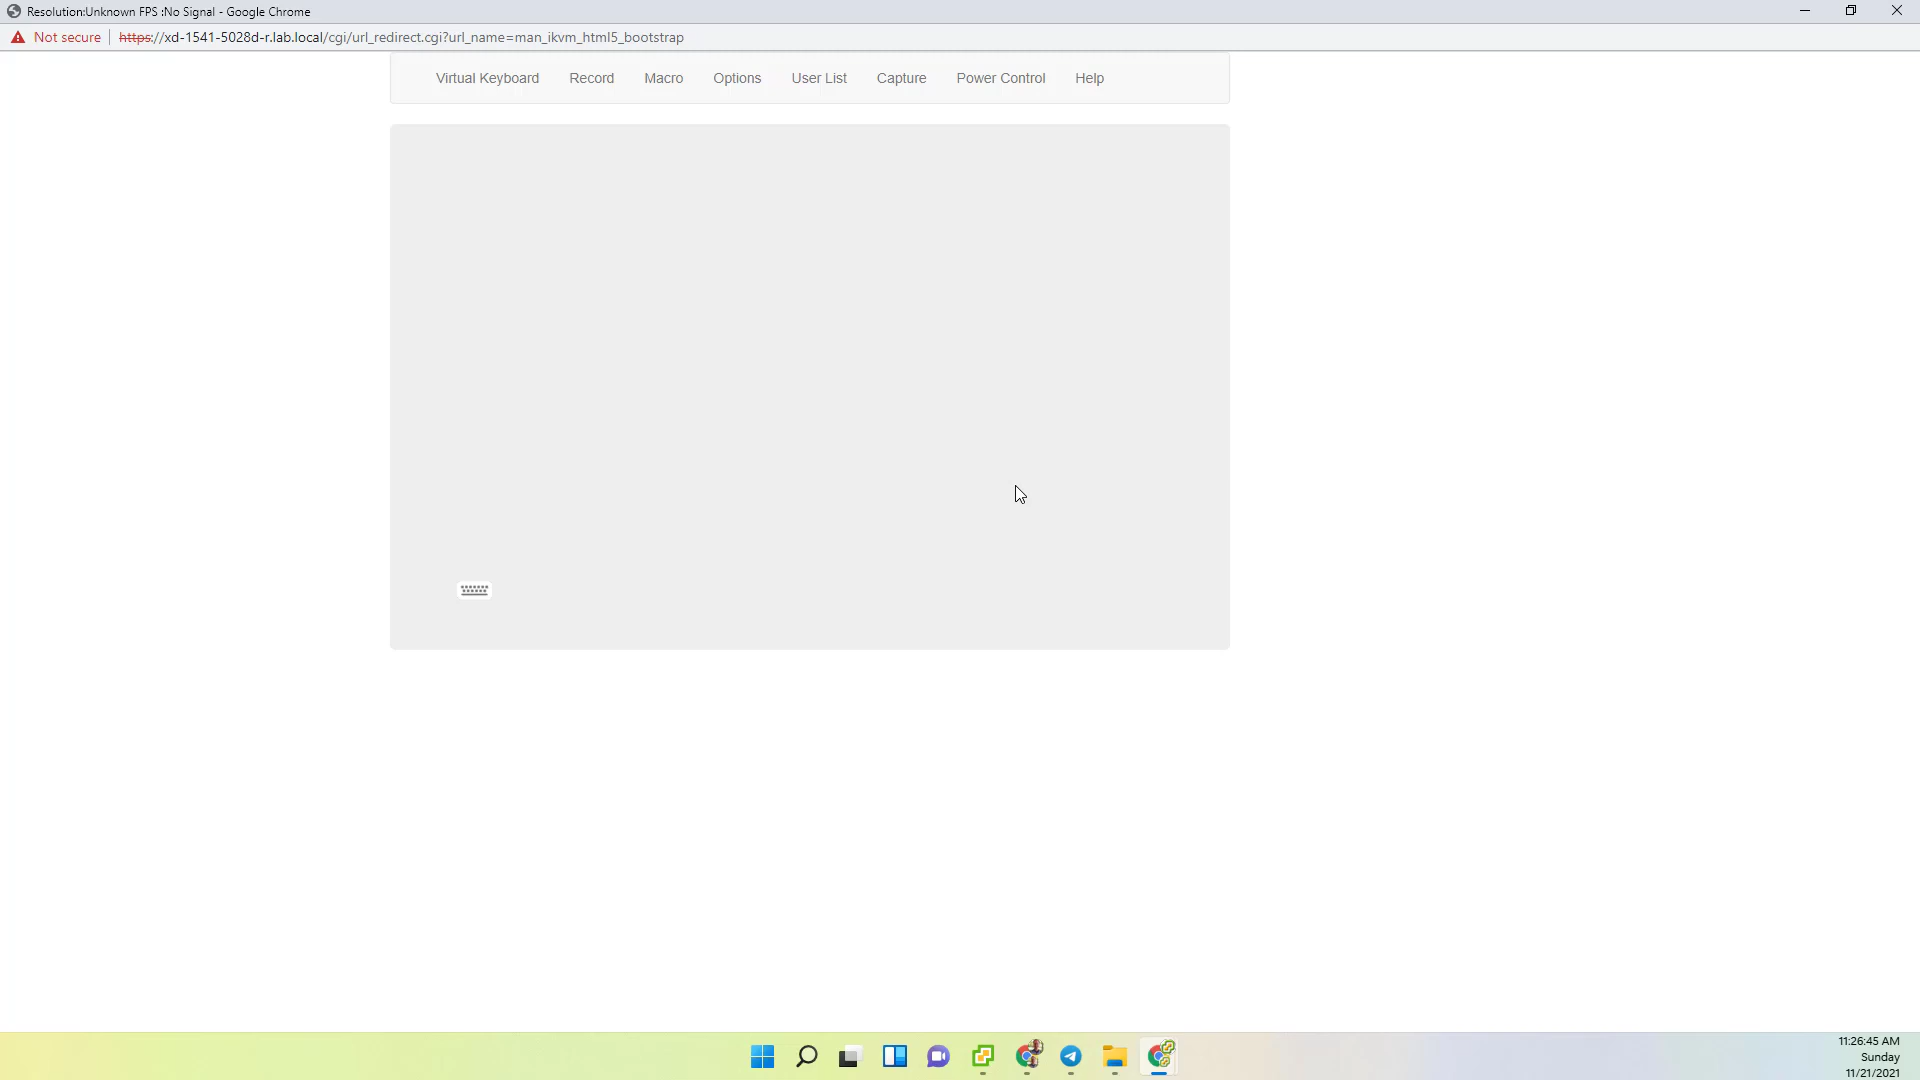 Resolution:Unknown FPS :No Signal - Google Chrome
Not secure
https://xd-1541-5028d-r.lab.local/cgi/url_redirect.cgi?url_name=man_ikvm_html5_bootstrap
Virtual Keyboard Record Macro Options User List Capture Power Control Help
11:26:45 AM
Sunday
11/21/2021